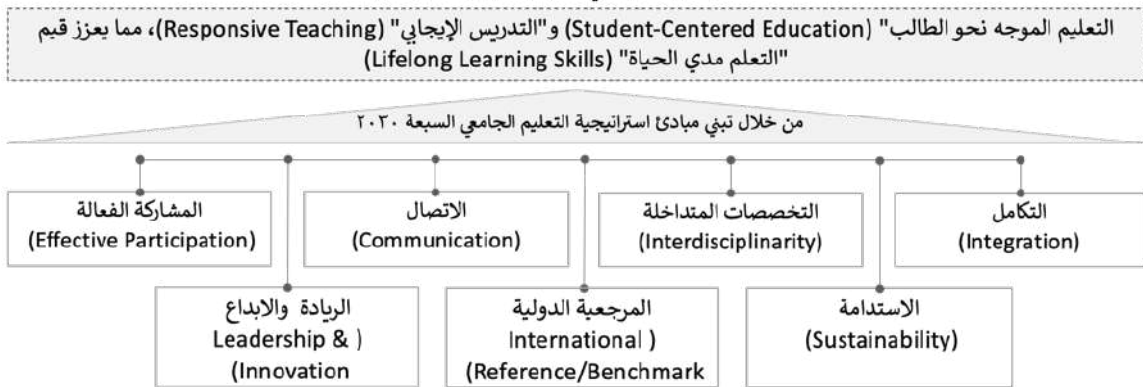 التعليم الموجه نحو الطالب" (Student-Centered Education) و"التدريس الإيجابي" (Responsive Teaching)، مما يعزز قيم
"التعلم مدي الحياة" (Lifelong Learning Skills)
من خلال تبني مبادئ استراتيجية التعليم الجامعي السبعة ٢٠٣٠
التكامل
(Integration)
التخصصات المتداخلة
(Interdisciplinarity)
الاتصال
(Communication)
المشاركة الفعالة
(Effective Participation)
الاستدامة
(Sustainability)
المرجعية الدولية
International )
(Reference/Benchmark
الريادة والابداع
Leadership & )
(Innovation